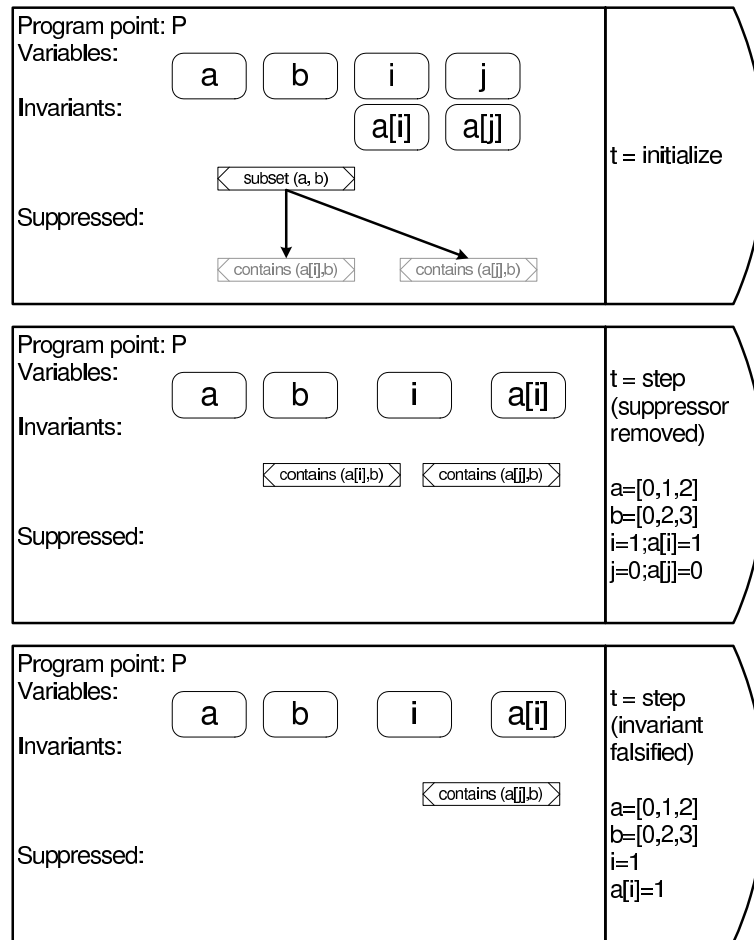 Program point: P
Variables:
a b i j
Invariants:
a[i] a[j]
subset (a, b)
Suppressed:
contains (a[i],b) contains (a[j],b)
t = initialize
Program point: P
Variables:
a b i a[i]
Invariants:
contains (a[i],b) contains (a[j],b)
Suppressed:
t = step
(suppressor
removed)
a=[0,1,2]
b=[0,2,3]
i=1;a[i]=1
j=0;a[j]=0
Program point: P
Variables:
a b i a[i]
Invariants:
contains (a[j],b)
Suppressed:
t = step
(invariant
falsified)
a=[0,1,2]
b=[0,2,3]
i=1
a[i]=1